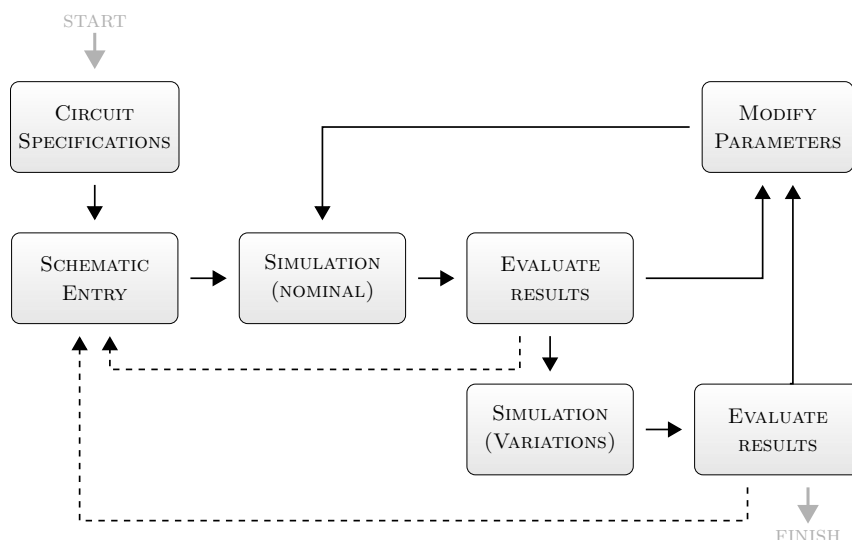 START
CIRCUIT
SPECIFICATIONS
MODIFY
PARAMETERS
SCHEMATIC
ENTRY
SIMULATION
(NOMINAL)
EVALUATE
RESULTS
SIMULATION
(VARIATIONS)
EVALUATE
RESULTS
FINISH